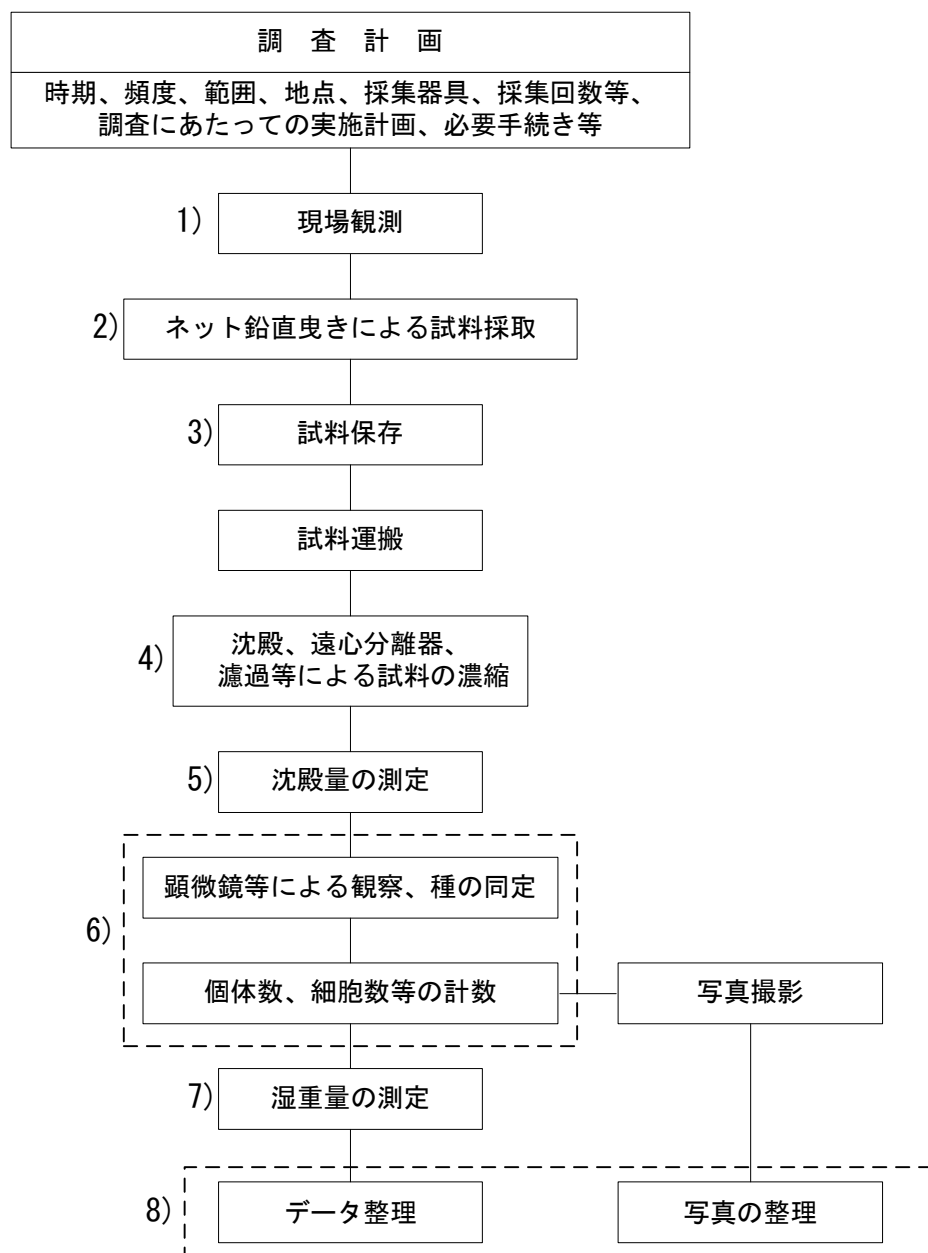 調 査 計 画
時期、頻度、範囲、地点、採集器具、採集回数等、
調査にあたっての実施計画、必要手続き等
1)
現場観測
2)
ネット鉛直曳きによる試料採取
3)
試料保存
試料運搬
4)
沈殿、遠心分離器、
濾過等による試料の濃縮
5)
沈殿量の測定
6)
顕微鏡等による観察、種の同定
個体数、細胞数等の計数
写真撮影
7)
湿重量の測定
8)
データ整理
写真の整理